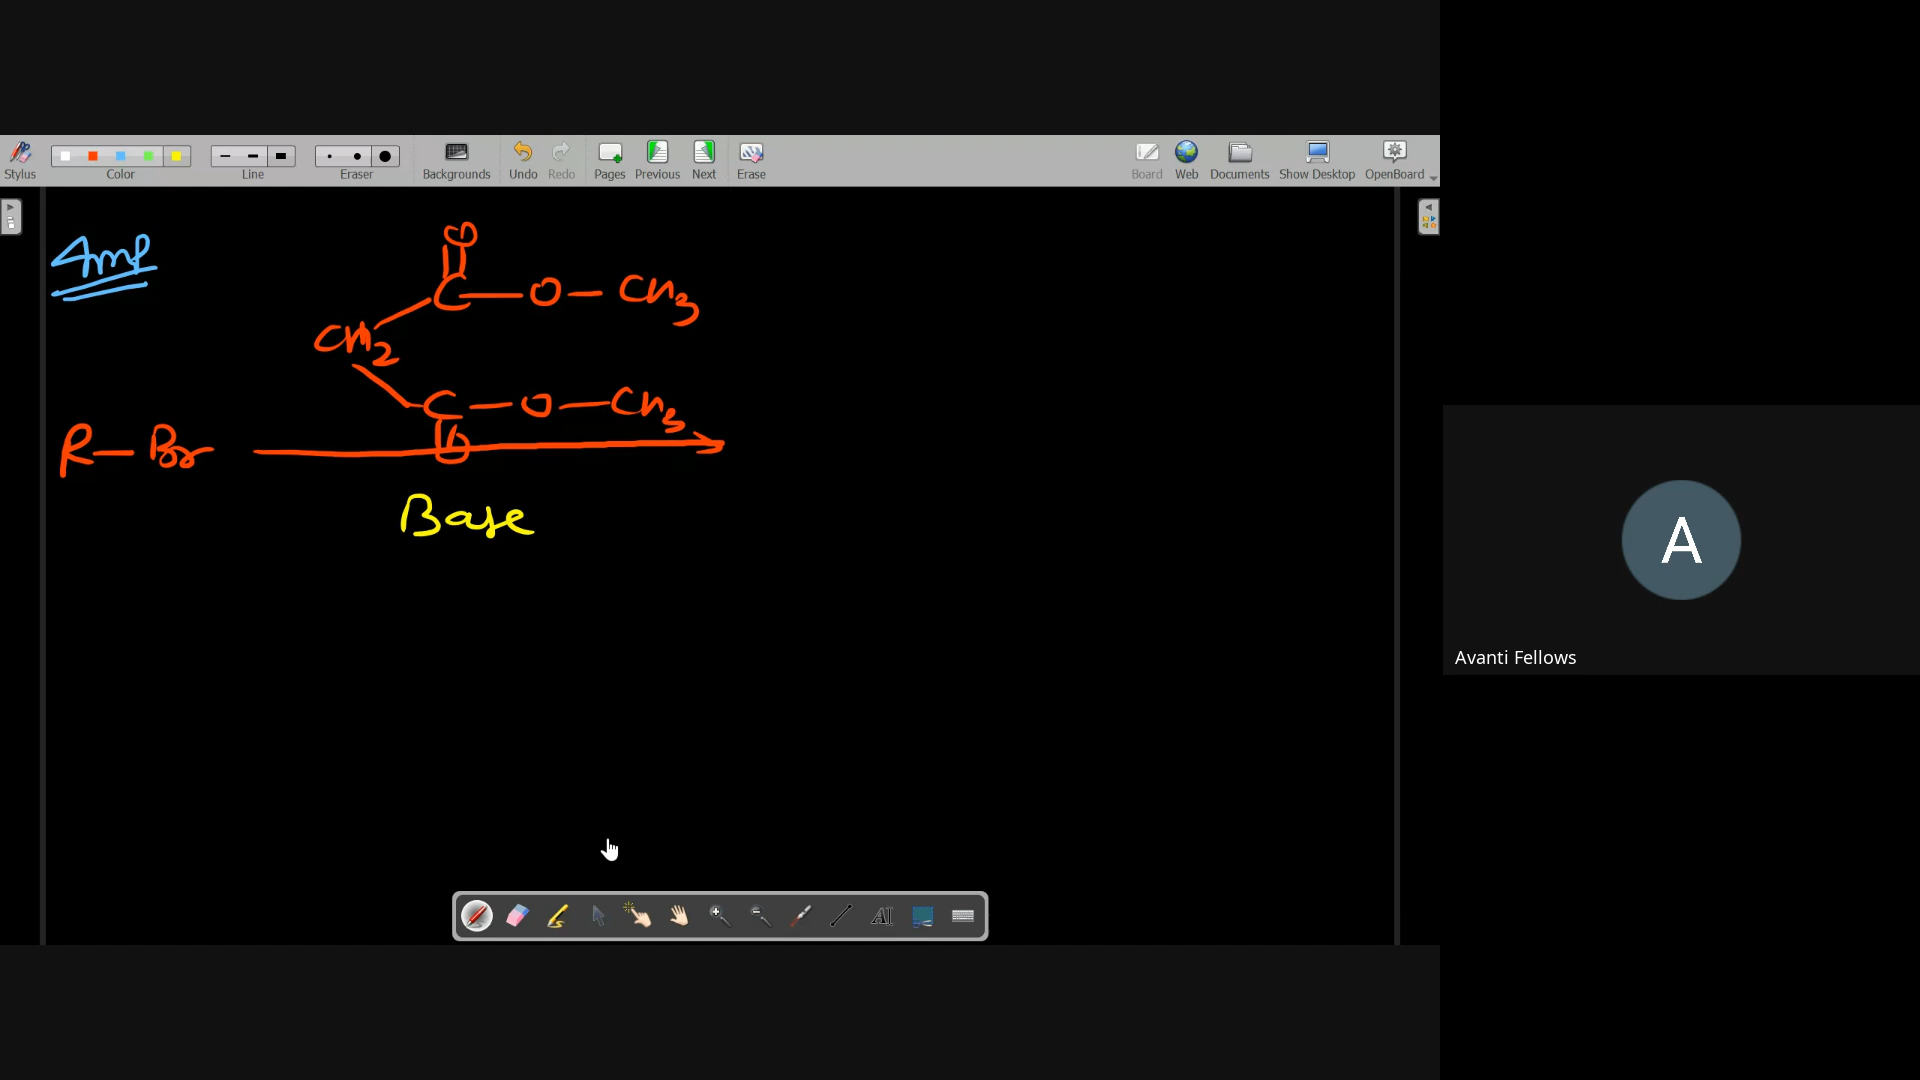 Stylus Color Line Eraser Backgrounds Undo Redo Pages Previous Next Erase Board Web Documents Show Desktop OpenBoard
Imp
O
C—O—CH3
CH2
C—O—CH3
O
R—Br
Base
A
Avanti Fellows